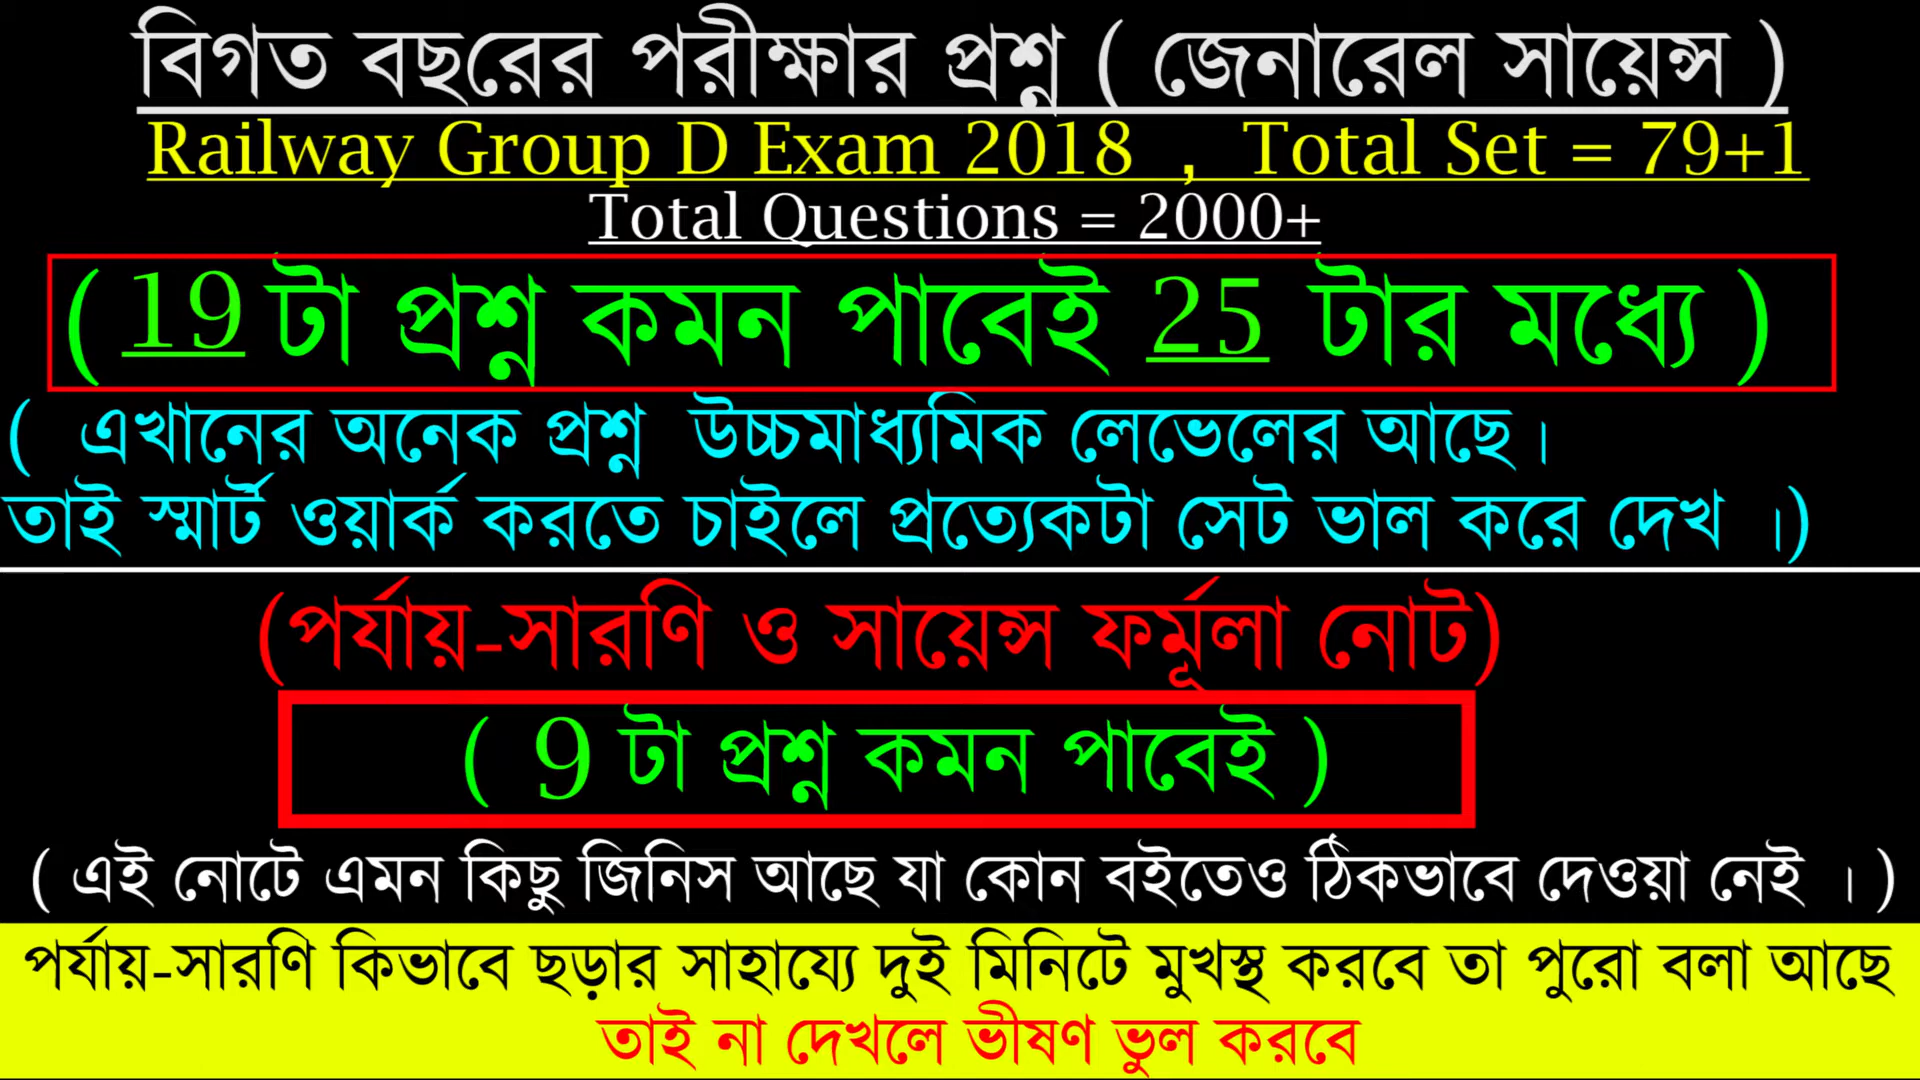 বিগত বছরের পরীক্ষার প্রশ্ন ( জেনারেল সায়েন্স )
Railway Group D Exam 2018 , Total Set = 79+1
Total Questions = 2000+
( 19 টা প্রশ্ন কমন পাবেই 25 টার মধ্যে )
( এখানের অনেক প্রশ্ন উচ্চমাধ্যমিক লেভেলের আছে।
তাই স্মার্ট ওয়ার্ক করতে চাইলে প্রত্যেকটা সেট ভাল করে দেখ ।)
(পর্যায়-সারণি ও সায়েন্স ফর্মূলা নোট)
( 9 টা প্রশ্ন কমন পাবেই )
( এই নোটে এমন কিছু জিনিস আছে যা কোন বইতেও ঠিকভাবে দেওয়া নেই । )
পর্যায়-সারণি কিভাবে ছড়ার সাহায্যে দুই মিনিটে মুখস্থ করবে তা পুরো বলা আছে
তাই না দেখলে ভীষণ ভুল করবে